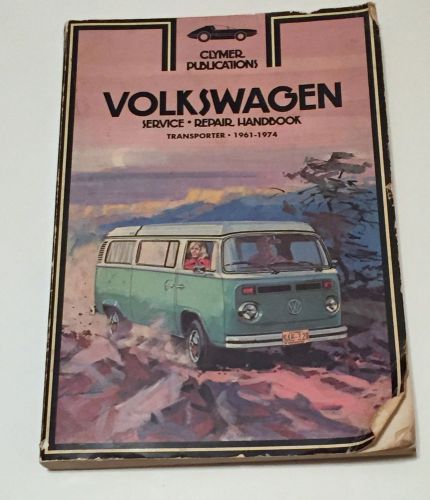 CLYMER
PUBLICATIONS
VOLKSWAGEN
SERVICE • REPAIR HANDBOOK
TRANSPORTER • 1961-1974